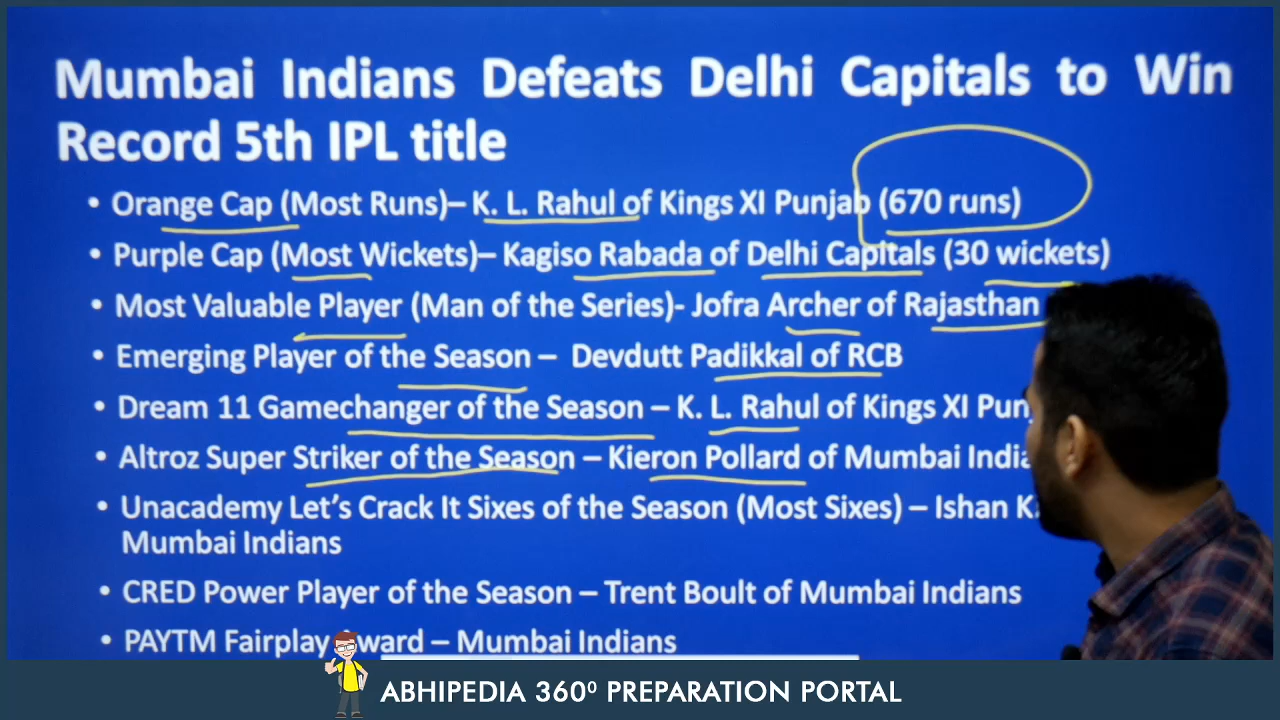 Mumbai Indians Defeats Delhi Capitals to Win
Record 5th IPL title
• Orange Cap (Most Runs)– K. L. Rahul of Kings XI Punjab (670 runs)
• Purple Cap (Most Wickets)– Kagiso Rabada of Delhi Capitals (30 wickets)
• Most Valuable Player (Man of the Series)- Jofra Archer of Rajasthan
• Emerging Player of the Season – Devdutt Padikkal of RCB
• Dream 11 Gamechanger of the Season – K. L. Rahul of Kings XI
• Altroz Super Striker of the Season – Kieron Pollard of Mumbai
• Unacademy Let's Crack It Sixes of the Season (Most Sixes) – Ishan
Mumbai Indians
• CRED Power Player of the Season – Trent Boult of Mumbai Indians
• PAYTM Fairplay Award – Mumbai Indians
ABHIPEDIA 360⁰ PREPARATION PORTAL